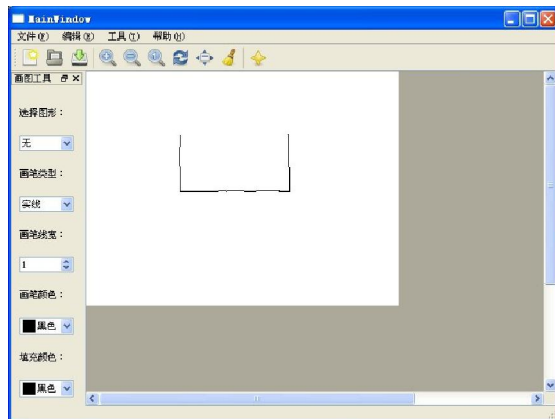 MainWindow
文件(F) 编辑(E) 工具(T) 帮助(H)
画图工具
选择图形：
无
画笔类型：
实线
画笔线宽：
1
画笔颜色：
黑色
填充颜色：
黑色